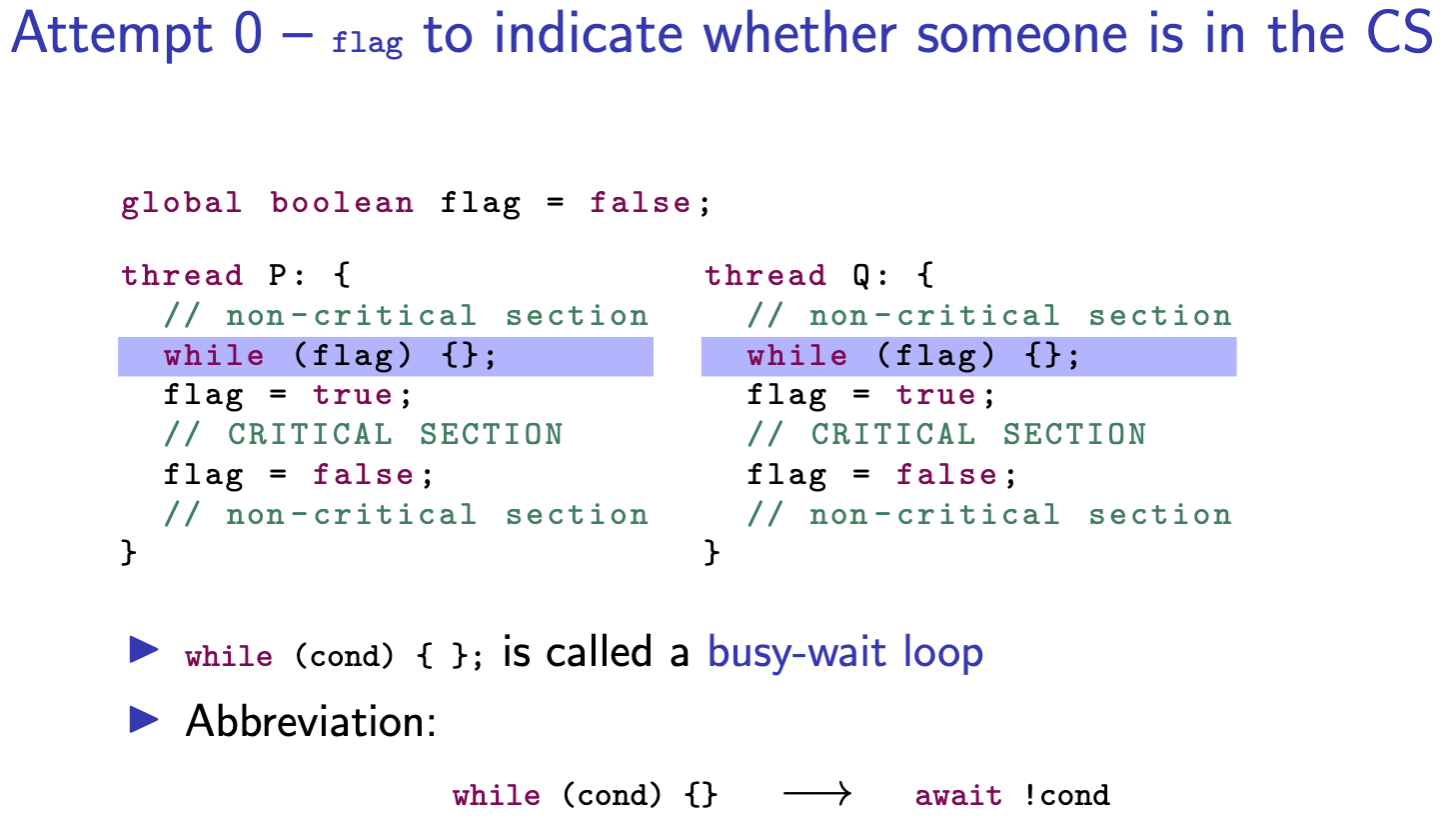 Attempt 0 – flag to indicate whether someone is in the CS
global boolean flag = false;
thread P: {
// non-critical section
while (flag) {};
flag = true;
// CRITICAL SECTION
flag = false;
// non-critical section
}
thread Q: {
// non-critical section
while (flag) {};
flag = true;
// CRITICAL SECTION
flag = false;
// non-critical section
}
▶ while (cond) { }; is called a busy-wait loop
▶ Abbreviation:
while (cond) {} ⟶ await !cond